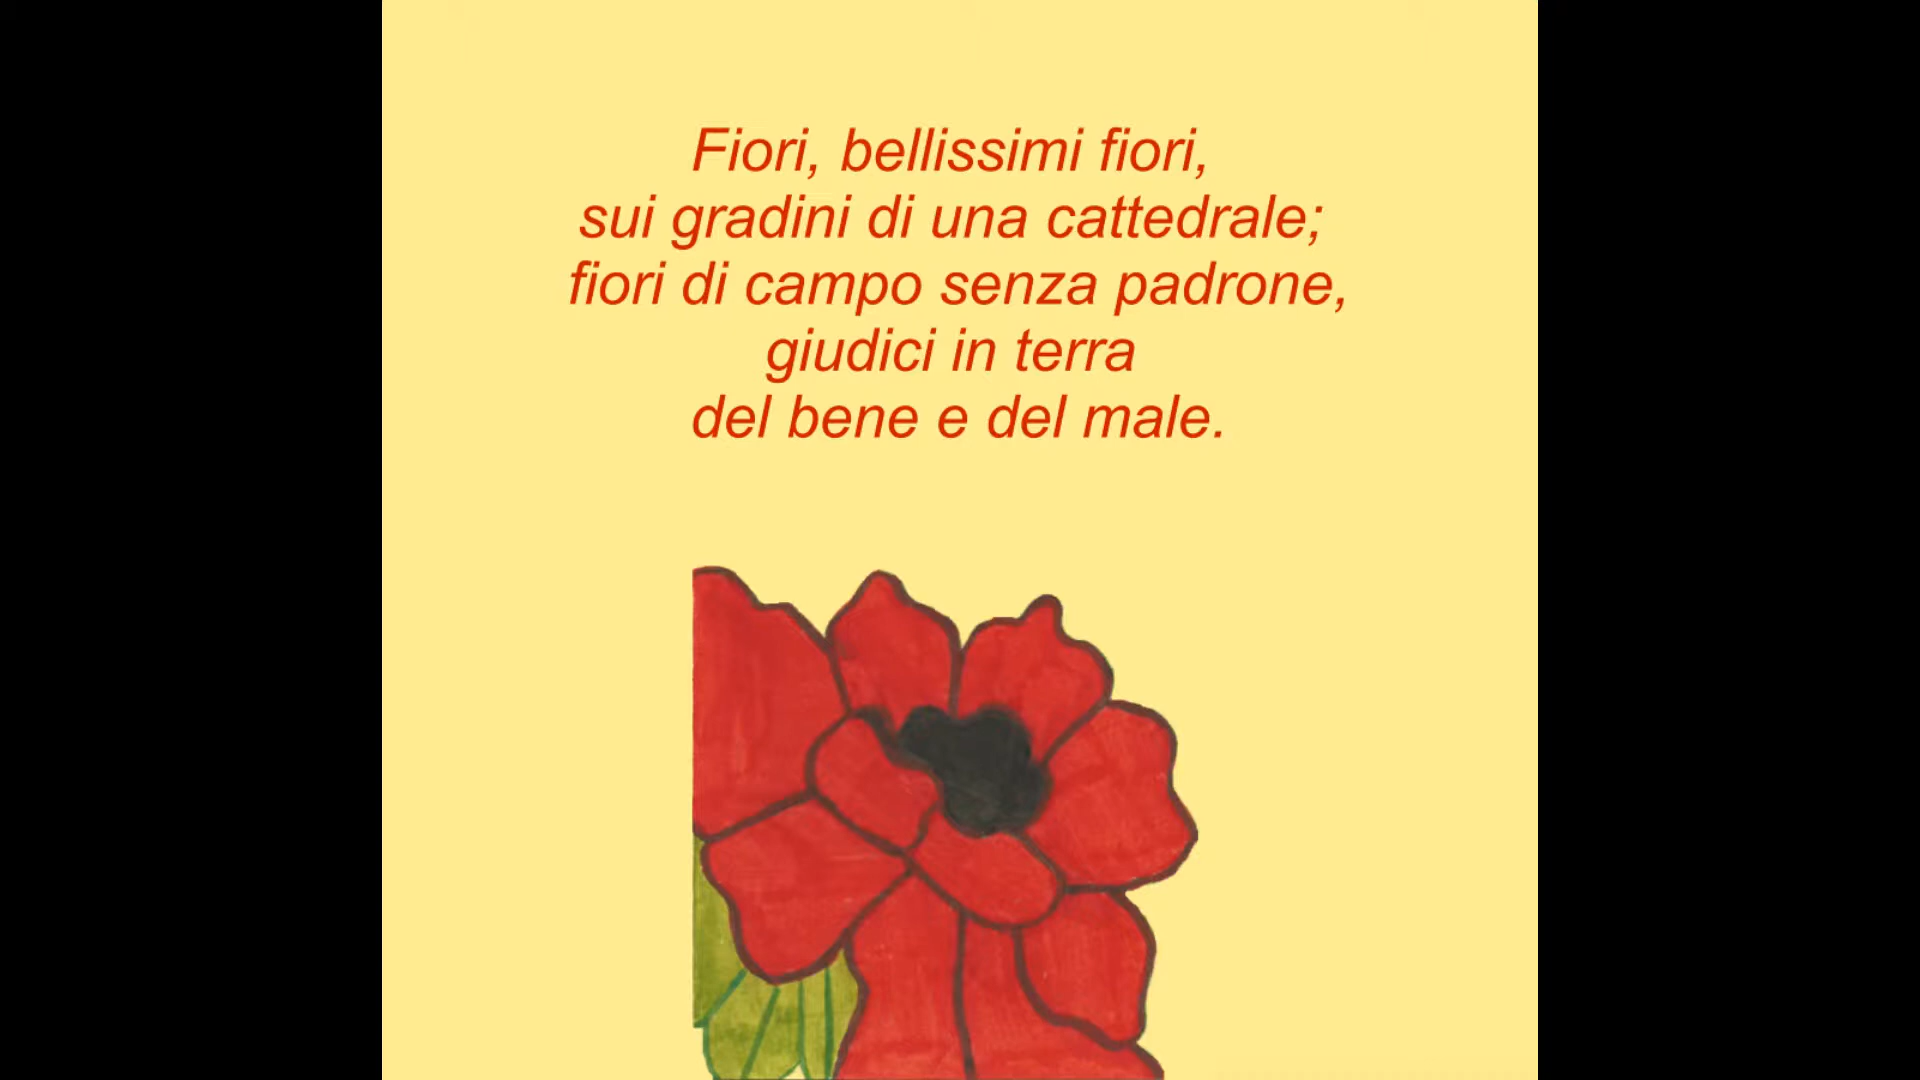 Fiori, bellissimi fiori,
sui gradini di una cattedrale;
fiori di campo senza padrone,
giudici in terra
del bene e del male.